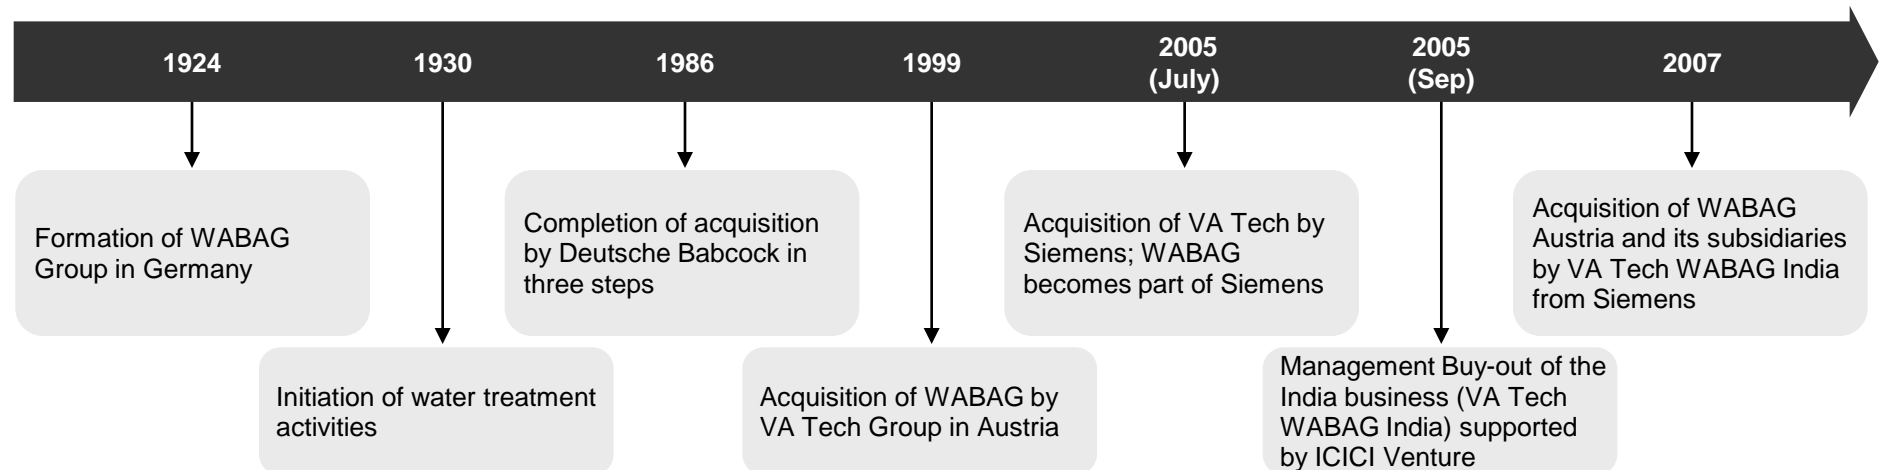 1924
1930
1986
1999
2005
(July)
2005
(Sep)
2007
Formation of WABAG
Group in Germany
Initiation of water treatment
activities
Completion of acquisition
by Deutsche Babcock in
three steps
Acquisition of WABAG by
VA Tech Group in Austria
Acquisition of VA Tech by
Siemens; WABAG
becomes part of Siemens
Management Buy-out of the
India business (VA Tech
WABAG India) supported
by ICICI Venture
Acquisition of WABAG
Austria and its subsidiaries
by VA Tech WABAG India
from Siemens